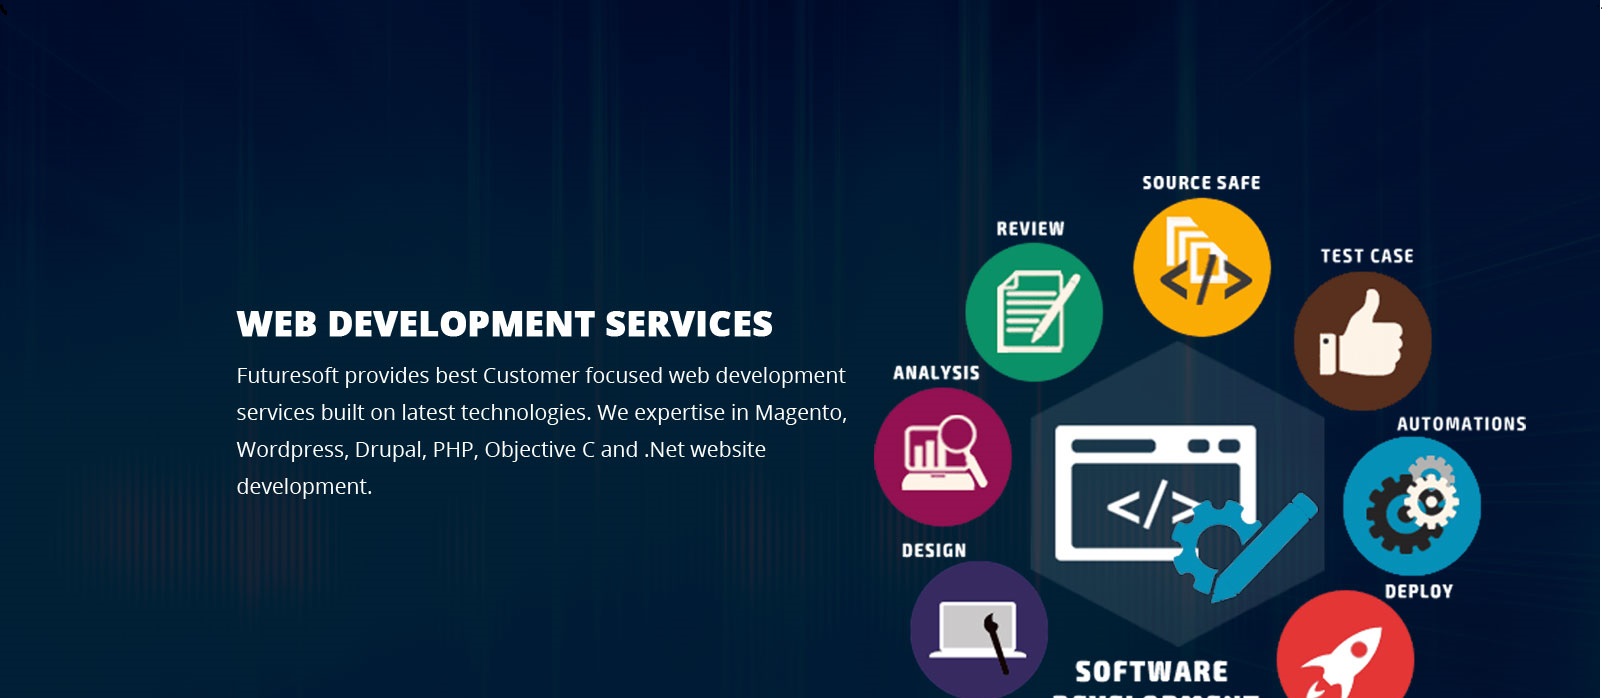 WEB DEVELOPMENT SERVICES
Futuresoft provides best Customer focused web development
services built on latest technologies. We expertise in Magento,
Wordpress, Drupal, PHP, Objective C and .Net website
development.
SOURCE SAFE
REVIEW
TEST CASE
ANALYSIS
AUTOMATIONS
</>
</>
DESIGN
DEPLOY
SOFTWARE
DEVELOPMENT